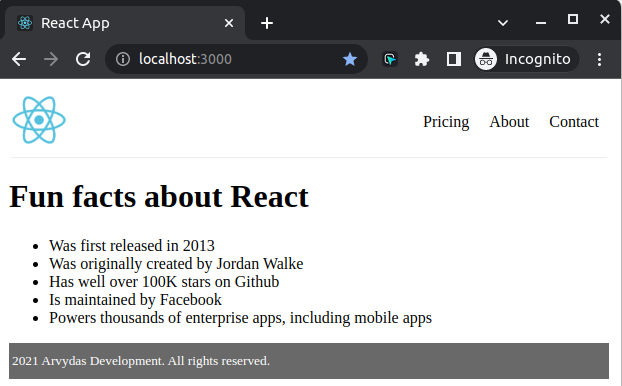 React App
localhost:3000
Incognito
Pricing About Contact
Fun facts about React
Was first released in 2013
Was originally created by Jordan Walke
Has well over 100K stars on Github
Is maintained by Facebook
Powers thousands of enterprise apps, including mobile apps
2021 Arvydas Development. All rights reserved.